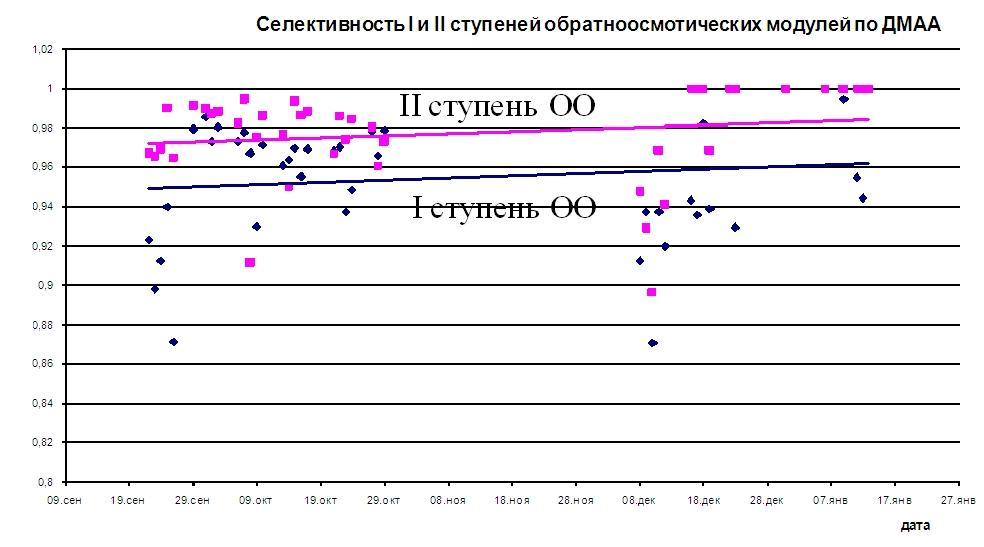 Селективность I и II ступеней обратноосмотических модулей по ДМАА
1,02
1
0,98
0,96
0,94
0,92
0,9
0,88
0,86
0,84
0,82
0,8
II ступень ОО
I ступень ОО
09.сен 19.сен 29.сен 09.окт 19.окт 29.окт 08.ноя 18.ноя 28.ноя 08.дек 18.дек 28.дек 07.янв 17.янв 27.янв
дата